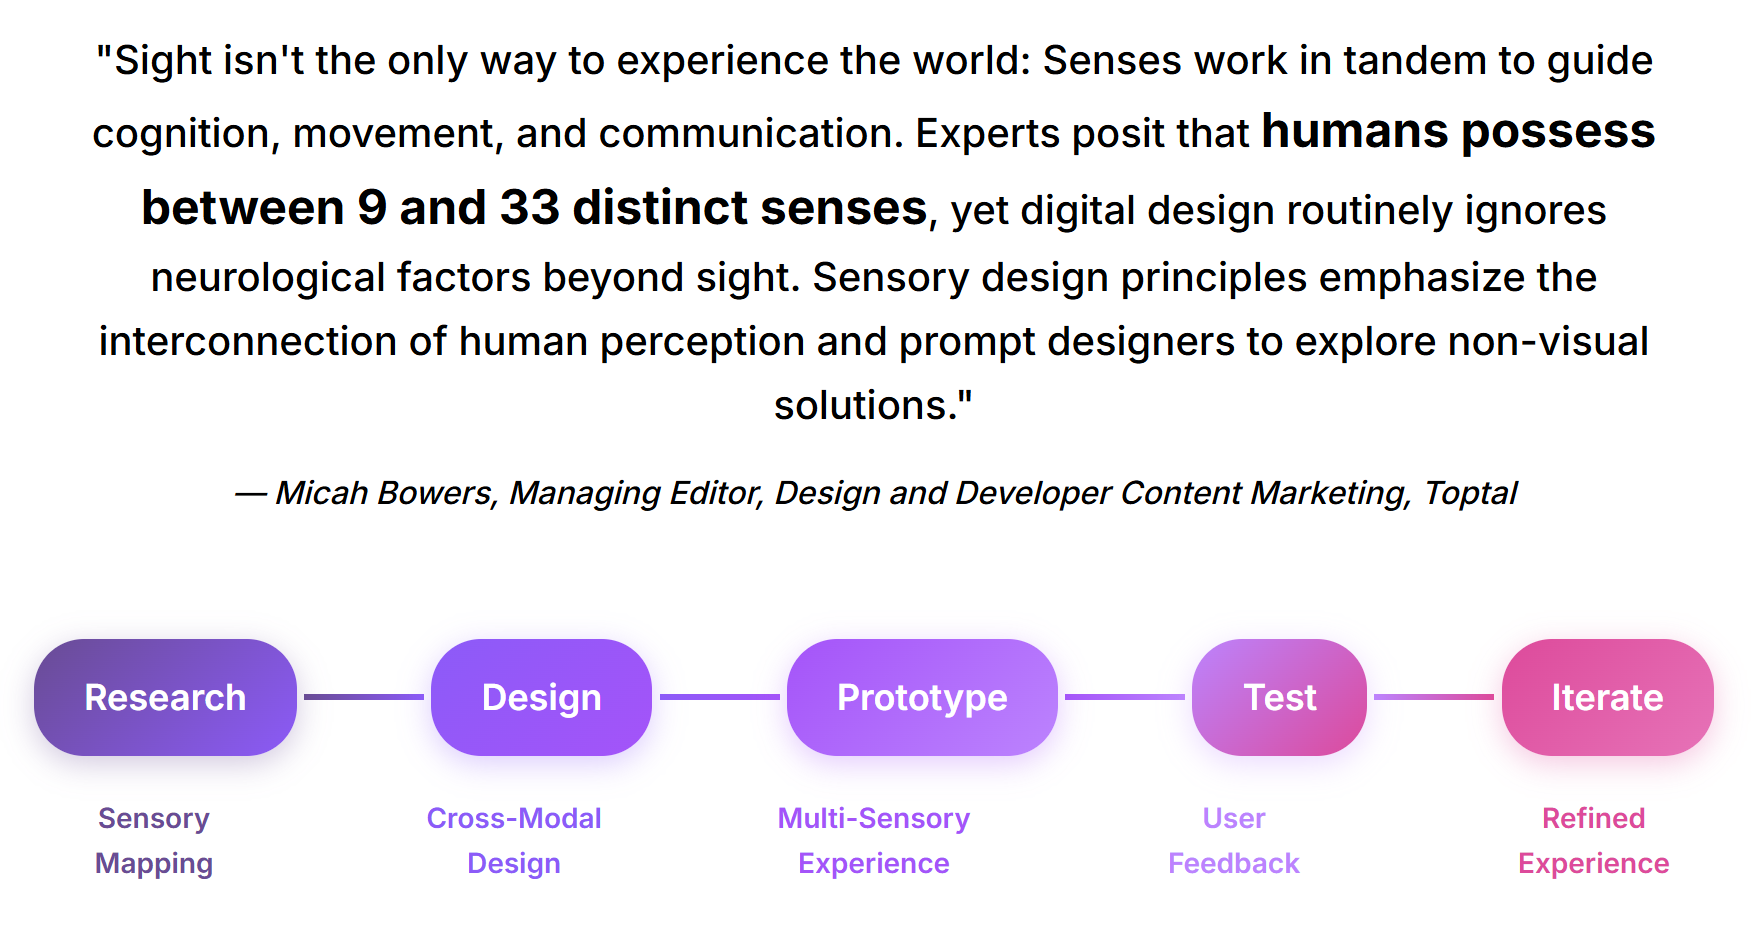 "Sight isn't the only way to experience the world: Senses work in tandem to guide
cognition, movement, and communication. Experts posit that humans possess
between 9 and 33 distinct senses, yet digital design routinely ignores
neurological factors beyond sight. Sensory design principles emphasize the
interconnection of human perception and prompt designers to explore non-visual
solutions."
— Micah Bowers, Managing Editor, Design and Developer Content Marketing, Toptal
Research
Design
Prototype
Test
Iterate
Sensory
Mapping
Cross-Modal
Design
Multi-Sensory
Experience
User
Feedback
Refined
Experience